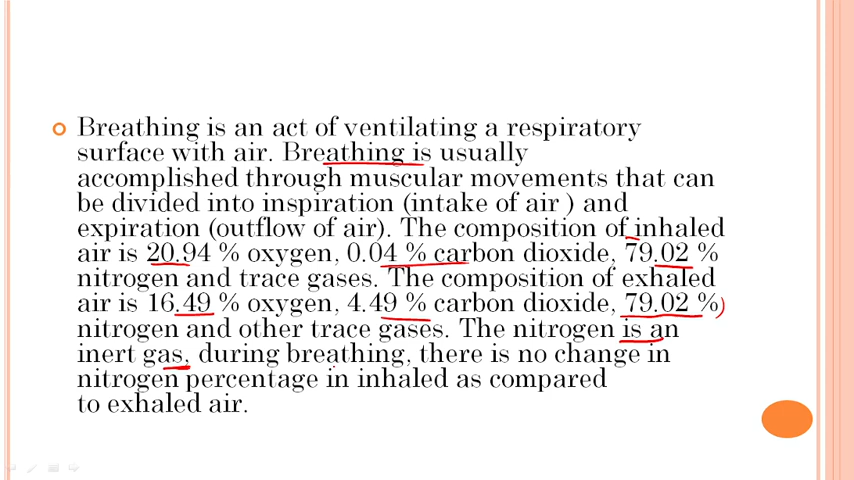 Breathing is an act of ventilating a respiratory
surface with air. Breathing is usually
accomplished through muscular movements that can
be divided into inspiration (intake of air ) and
expiration (outflow of air). The composition of inhaled
air is 20.94 % oxygen, 0.04 % carbon dioxide, 79.02 %
nitrogen and trace gases. The composition of exhaled
air is 16.49 % oxygen, 4.49 % carbon dioxide, 79.02 %
nitrogen and other trace gases. The nitrogen is an
inert gas, during breathing, there is no change in
nitrogen percentage in inhaled as compared
to exhaled air.